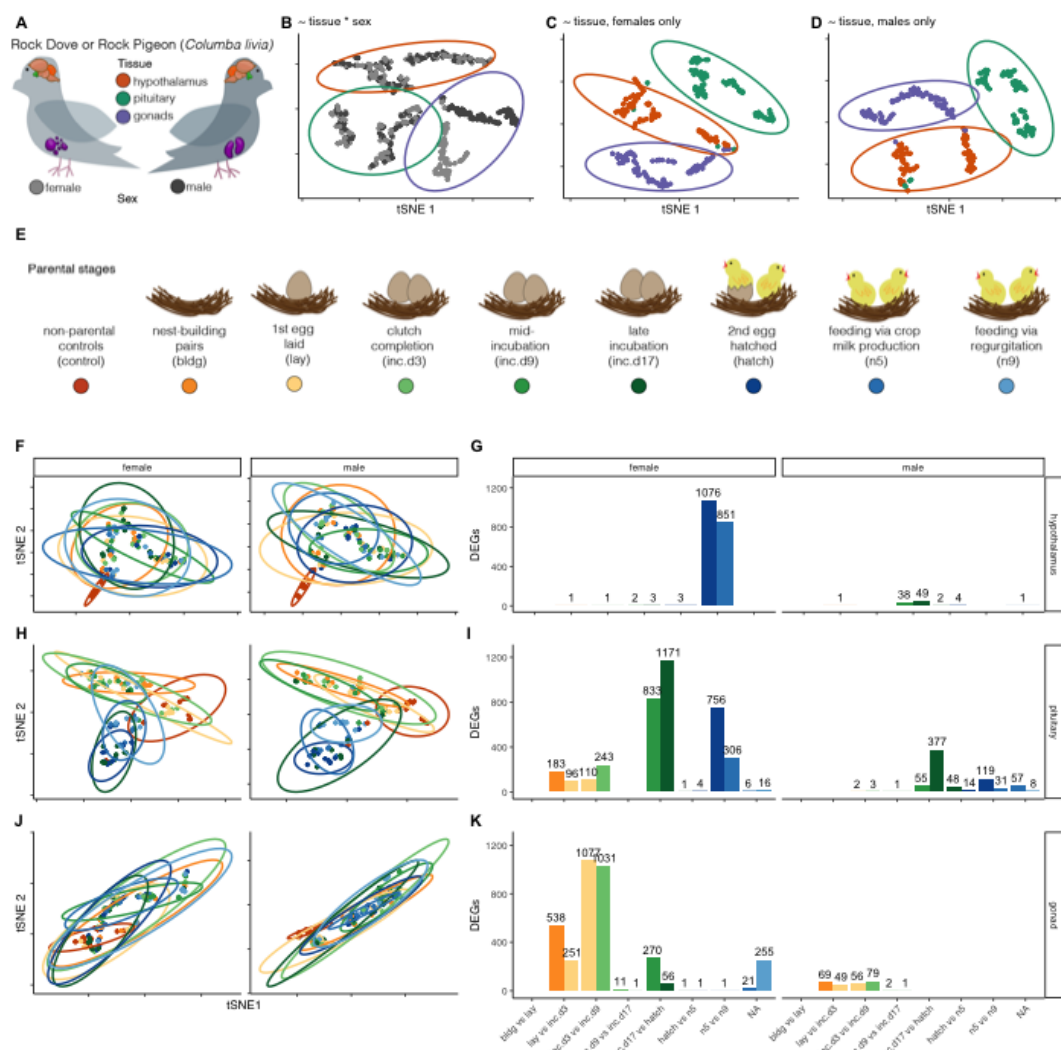 A
Rock Dove or Rock Pigeon (Columba livia)
Tissue
hypothalamus
pituitary
gonads
female
male
Sex
B
~ tissue * sex
tSNE 1
C
~ tissue, females only
tSNE 1
D
~ tissue, males only
tSNE 1
E
Parental stages
non-parental
controls
(control)
nest-building
pairs
(bldg)
1st egg
laid
(lay)
clutch
completion
(inc.d3)
mid-
incubation
(inc.d9)
late
incubation
(inc.d17)
2nd egg
hatched
(hatch)
feeding via crop
milk production
(n5)
feeding via
regurgitation
(n9)
F
female
male
tSNE 2
G
female
male
DEGs
1200
800
400
0
1 1 2 3 3 1076 851
1 38 49 2 4 1
hypothalamus
H
tSNE 2
I
DEGs
1200
800
400
0
183 96 110 243 833 1171 1 4 756 306 6 16
2 3 1 55 377 48 14 119 31 57 8
pituitary
J
tSNE 2
tSNE1
K
DEGs
1200
800
400
0
538 251 1077 1031 11 1 270 56 1 1 1 21 255
69 49 56 79 2 1
gonad
bldg vs lay
lay vs inc.d3
nc.d3 vs inc.d9
.d9 vs inc.d17
.d17 vs hatch
hatch vs n5
n5 vs n9
NA
bldg vs lay
lay vs inc.d3
nc.d3 vs inc.d9
.d9 vs inc.d17
.d17 vs hatch
hatch vs n5
n5 vs n9
NA